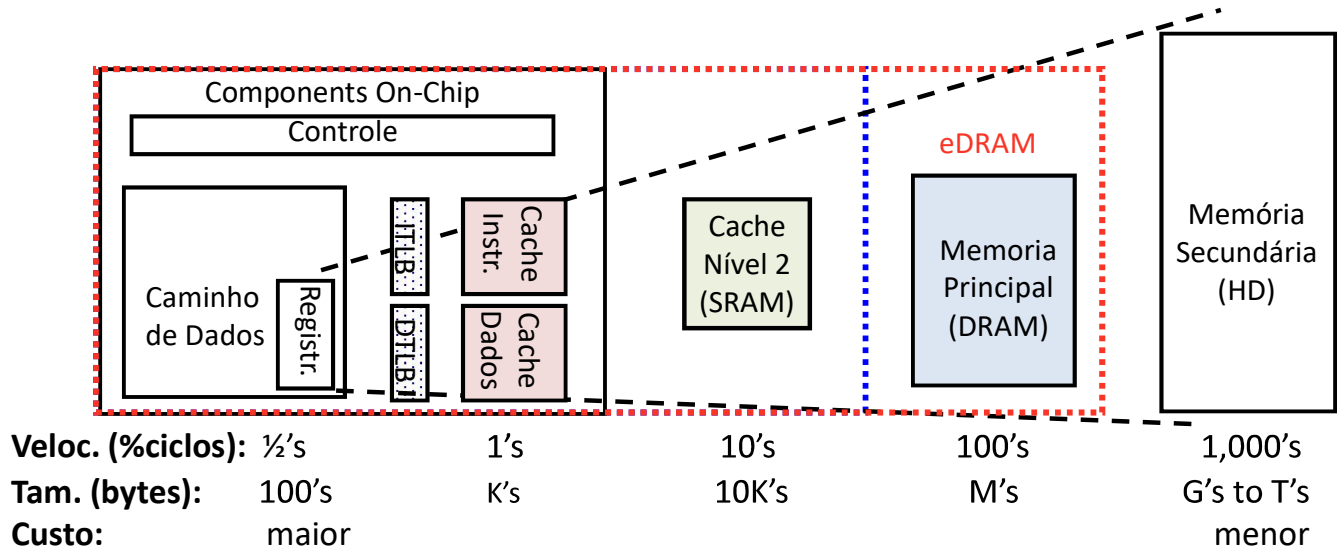 Components On-Chip
Controle
eDRAM
Caminho
de Dados
Registr.
ITLB
DTLB
Cache
Instr.
Cache
Dados
Cache
Nível 2
(SRAM)
Memoria
Principal
(DRAM)
Memória
Secundária
(HD)
Veloc. (%ciclos): ½’s 1’s 10’s 100’s 1,000’s
Tam. (bytes): 100’s K’s 10K’s M’s G’s to T’s
Custo: maior menor